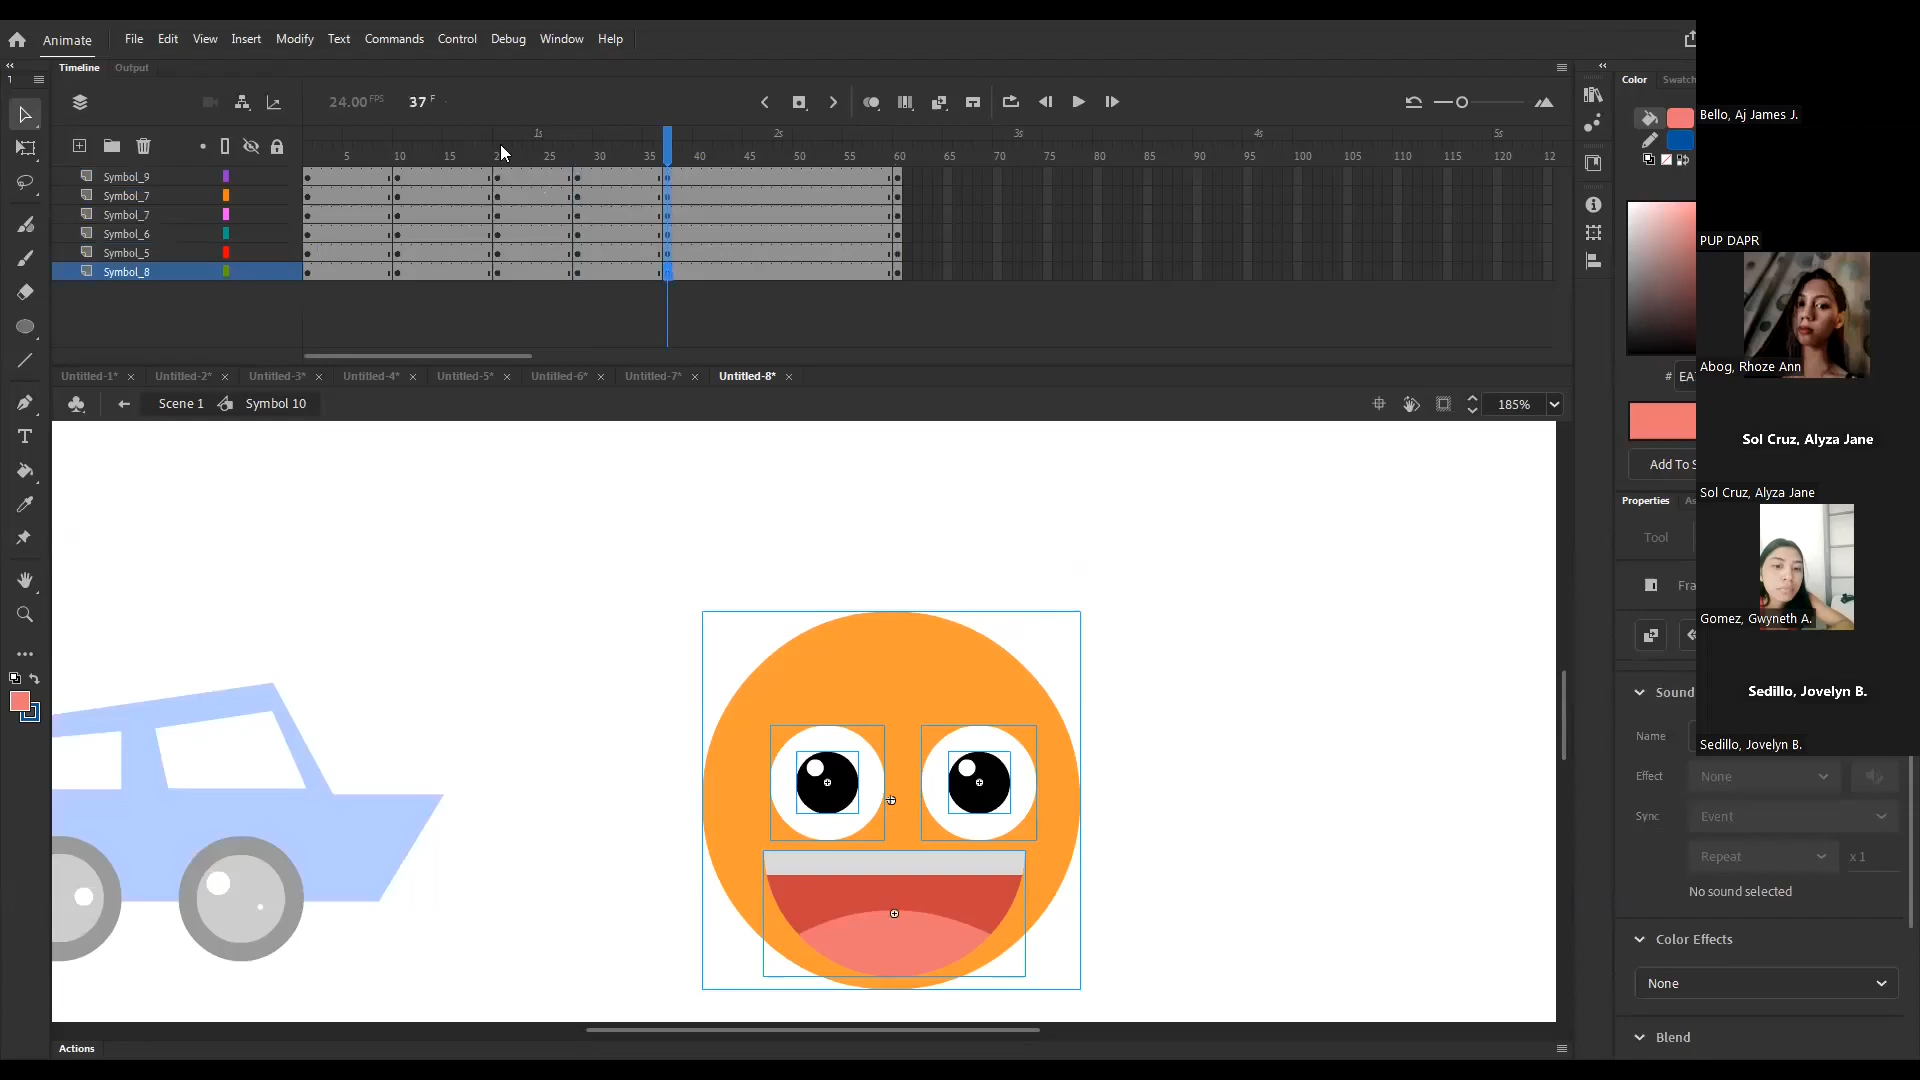 Animate File Edit View Insert Modify Text Commands Control Debug Window Help
Timeline Output
24.00 FPS 37 F
1s 2s 3s 4s 5s
5 10 15 25 30 35 40 45 50 55 60 65 70 75 80 85 90 95 100 105 110 115 120 12
Symbol_9
Symbol_7
Symbol_7
Symbol_6
Symbol_5
Symbol_8
Untitled-1* Untitled-2* Untitled-3* Untitled-4* Untitled-5* Untitled-6* Untitled-7* Untitled-8*
Scene 1 Symbol 10 185%
Actions
Color Swatch
# EA
Add To S
Properties As
Tool
Fra
Sound
Name
Effect None
Sync Event
Repeat x 1
No sound selected
Color Effects
None
Blend
Bello, Aj James J.
PUP DAPR
Abog, Rhoze Ann
Sol Cruz, Alyza Jane
Sol Cruz, Alyza Jane
Gomez, Gwyneth A.
Sedillo, Jovelyn B.
Sedillo, Jovelyn B.